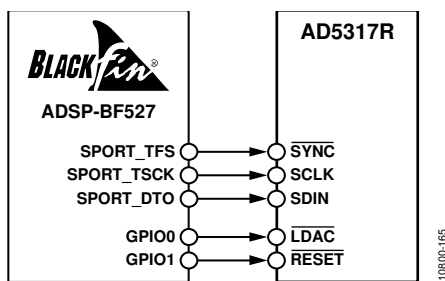 AD5317R
BLACKfin®
ADSP-BF527
SPORT_TFS SYNC
SPORT_TSCK SCLK
SPORT_DTO SDIN
GPIO0 LDAC
GPIO1 RESET
10800-165